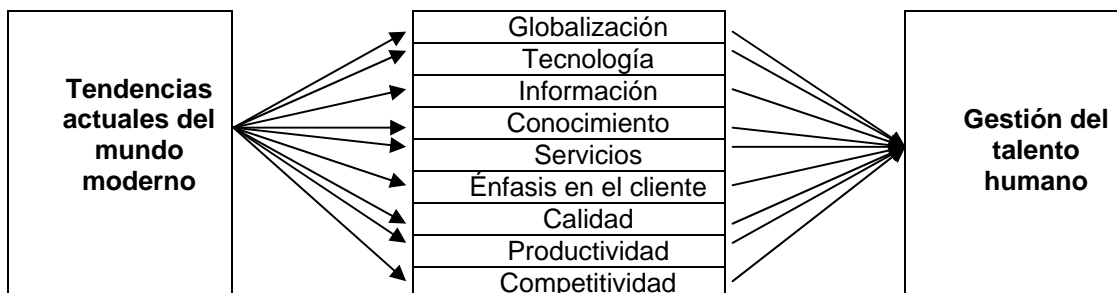 Tendencias
actuales del
mundo
moderno
Globalización
Tecnología
Información
Conocimiento
Servicios
Énfasis en el cliente
Calidad
Productividad
Competitividad
Gestión del
talento
humano